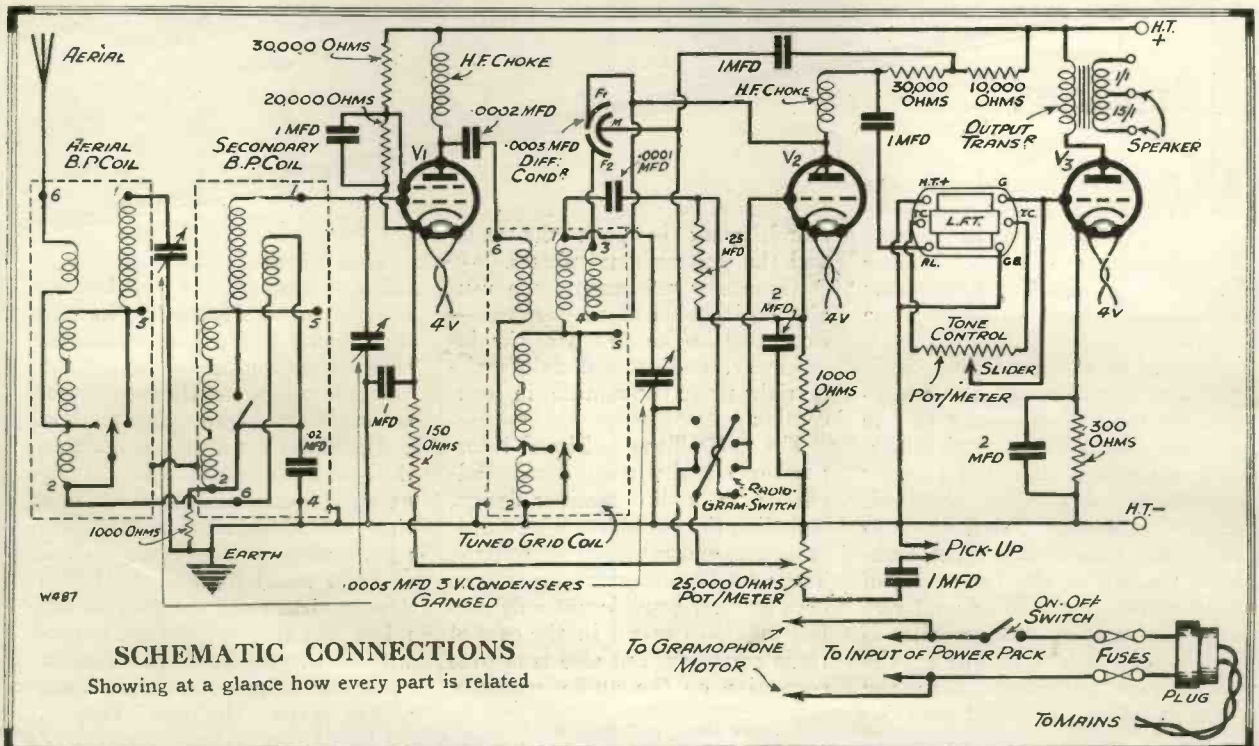 AERIAL
30,000 OHMS
H.F. CHOKE
20,000 OHMS
.0002 MFD
1 MFD
AERIAL
B.P. COIL
SECONDARY
B.P. COIL
V1
6
1
3
2
1
5
.02
MFD
2
6
4
1000 OHMS
EARTH
4V
MFD
150
OHMS
F1
M
F2
.0003 MFD
DIFF:
COND R
.0001
MFD
6
1
3
4
5
2
TUNED GRID COIL
.0005 MFD 3 V. CONDENSERS
GANGED
1 MFD
H.F. CHOKE
30,000
OHMS
10,000
OHMS
V2
.25
MFD
2
MFD
4V
1000
OHMS
RADIO-
GRAM-SWITCH
25,000 OHMS
POT/METER
1 MFD
H.T.+
G
T.C.
L.F.T.
T.C.
PL.
G.B.
TONE
CONTROL
SLIDER
POT/METER
OUTPUT
TRANS R
1/1
15/1
SPEAKER
V3
4V
2
MFD
300
OHMS
H.T.
+
H.T.-
PICK-UP
1 MFD
ON-OFF
SWITCH
TO GRAMOPHONE
MOTOR
TO INPUT OF POWER PACK
FUSES
PLUG
TO MAINS
W487
SCHEMATIC CONNECTIONS
Showing at a glance how every part is related